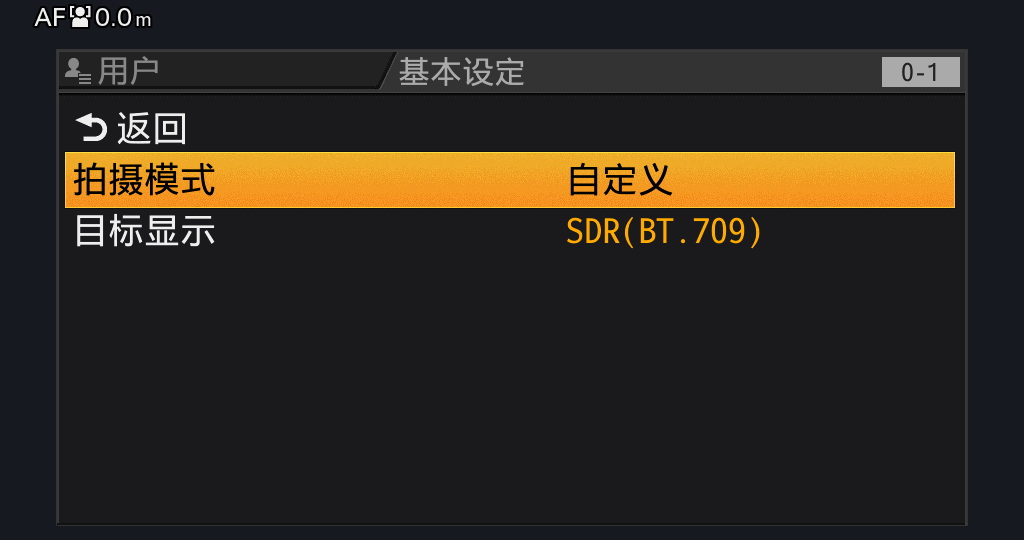 AF 0.0m
用户 基本设定 0-1
返回
拍摄模式 自定义
目标显示 SDR(BT.709)